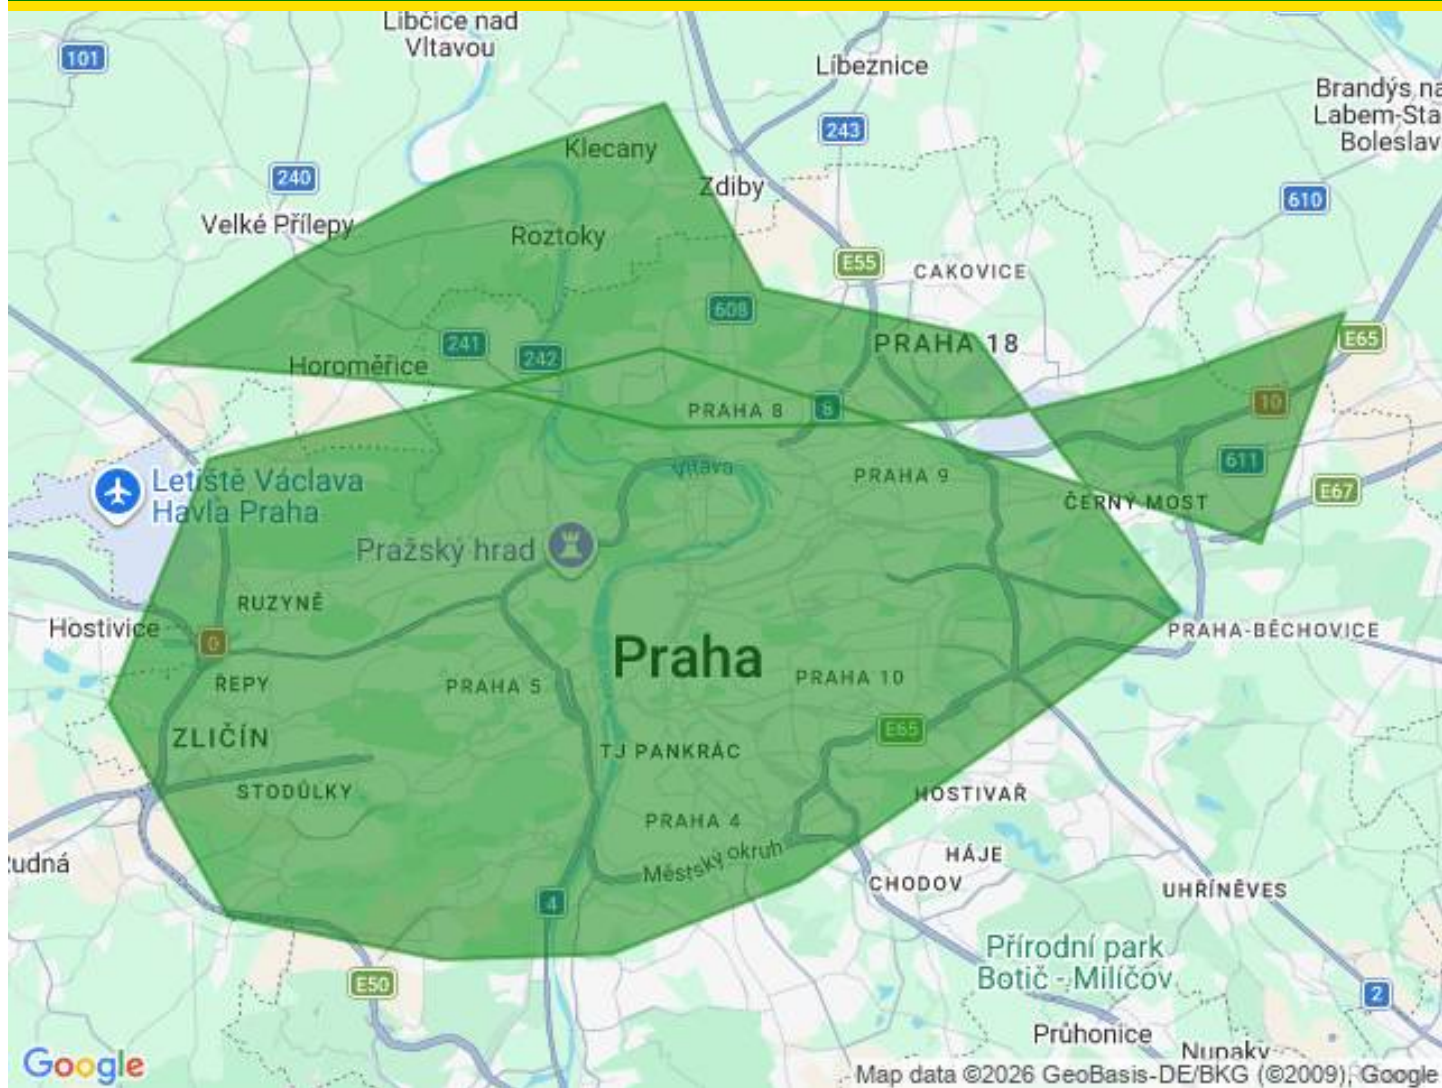 Libčice nad
Vltavou
101
Líbeznice
Brandýs na
Labem-Sta
Boleslav
243
Klecany
240
Zdiby
610
Velké Přílepy
Roztoky
E55
CAKOVICE
608
241
242
PRAHA 18
E65
Horoměřice
PRAHA 8
8
10
611
Vltava
PRAHA 9
Letiště Václava
Havla Praha
E67
ČERNÝ MOST
Pražský hrad
RUZYNĚ
Hostivice
0
PRAHA-BĚCHOVICE
Praha
ŘEPY
PRAHA 5
PRAHA 10
E65
ZLIČÍN
TJ PANKRÁC
STODŮLKY
HOSTIVAŘ
PRAHA 4
Městský okruh
HÁJE
udná
CHODOV
UHŘÍNĚVES
4
Přírodní park
Botič - Milíčov
E50
2
Průhonice
Nupaky
Google
Map data ©2026 GeoBasis-DE/BKG (©2009), Google